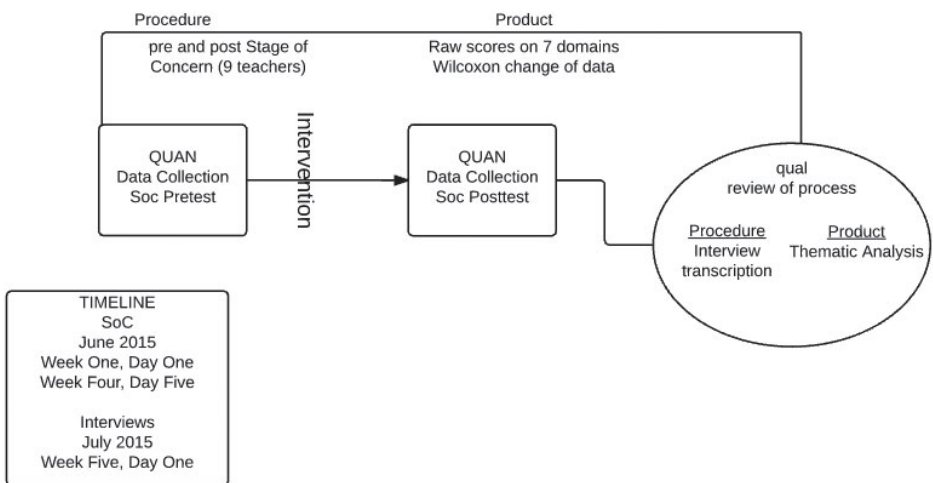 Procedure
Product
pre and post Stage of
Concern (9 teachers)
Raw scores on 7 domains
Wilcoxon change of data
QUAN
Data Collection
Soc Pretest
Intervention
QUAN
Data Collection
Soc Posttest
qual
review of process
Procedure
Interview
transcription
Product
Thematic Analysis
TIMELINE
SoC
June 2015
Week One, Day One
Week Four, Day Five
Interviews
July 2015
Week Five, Day One